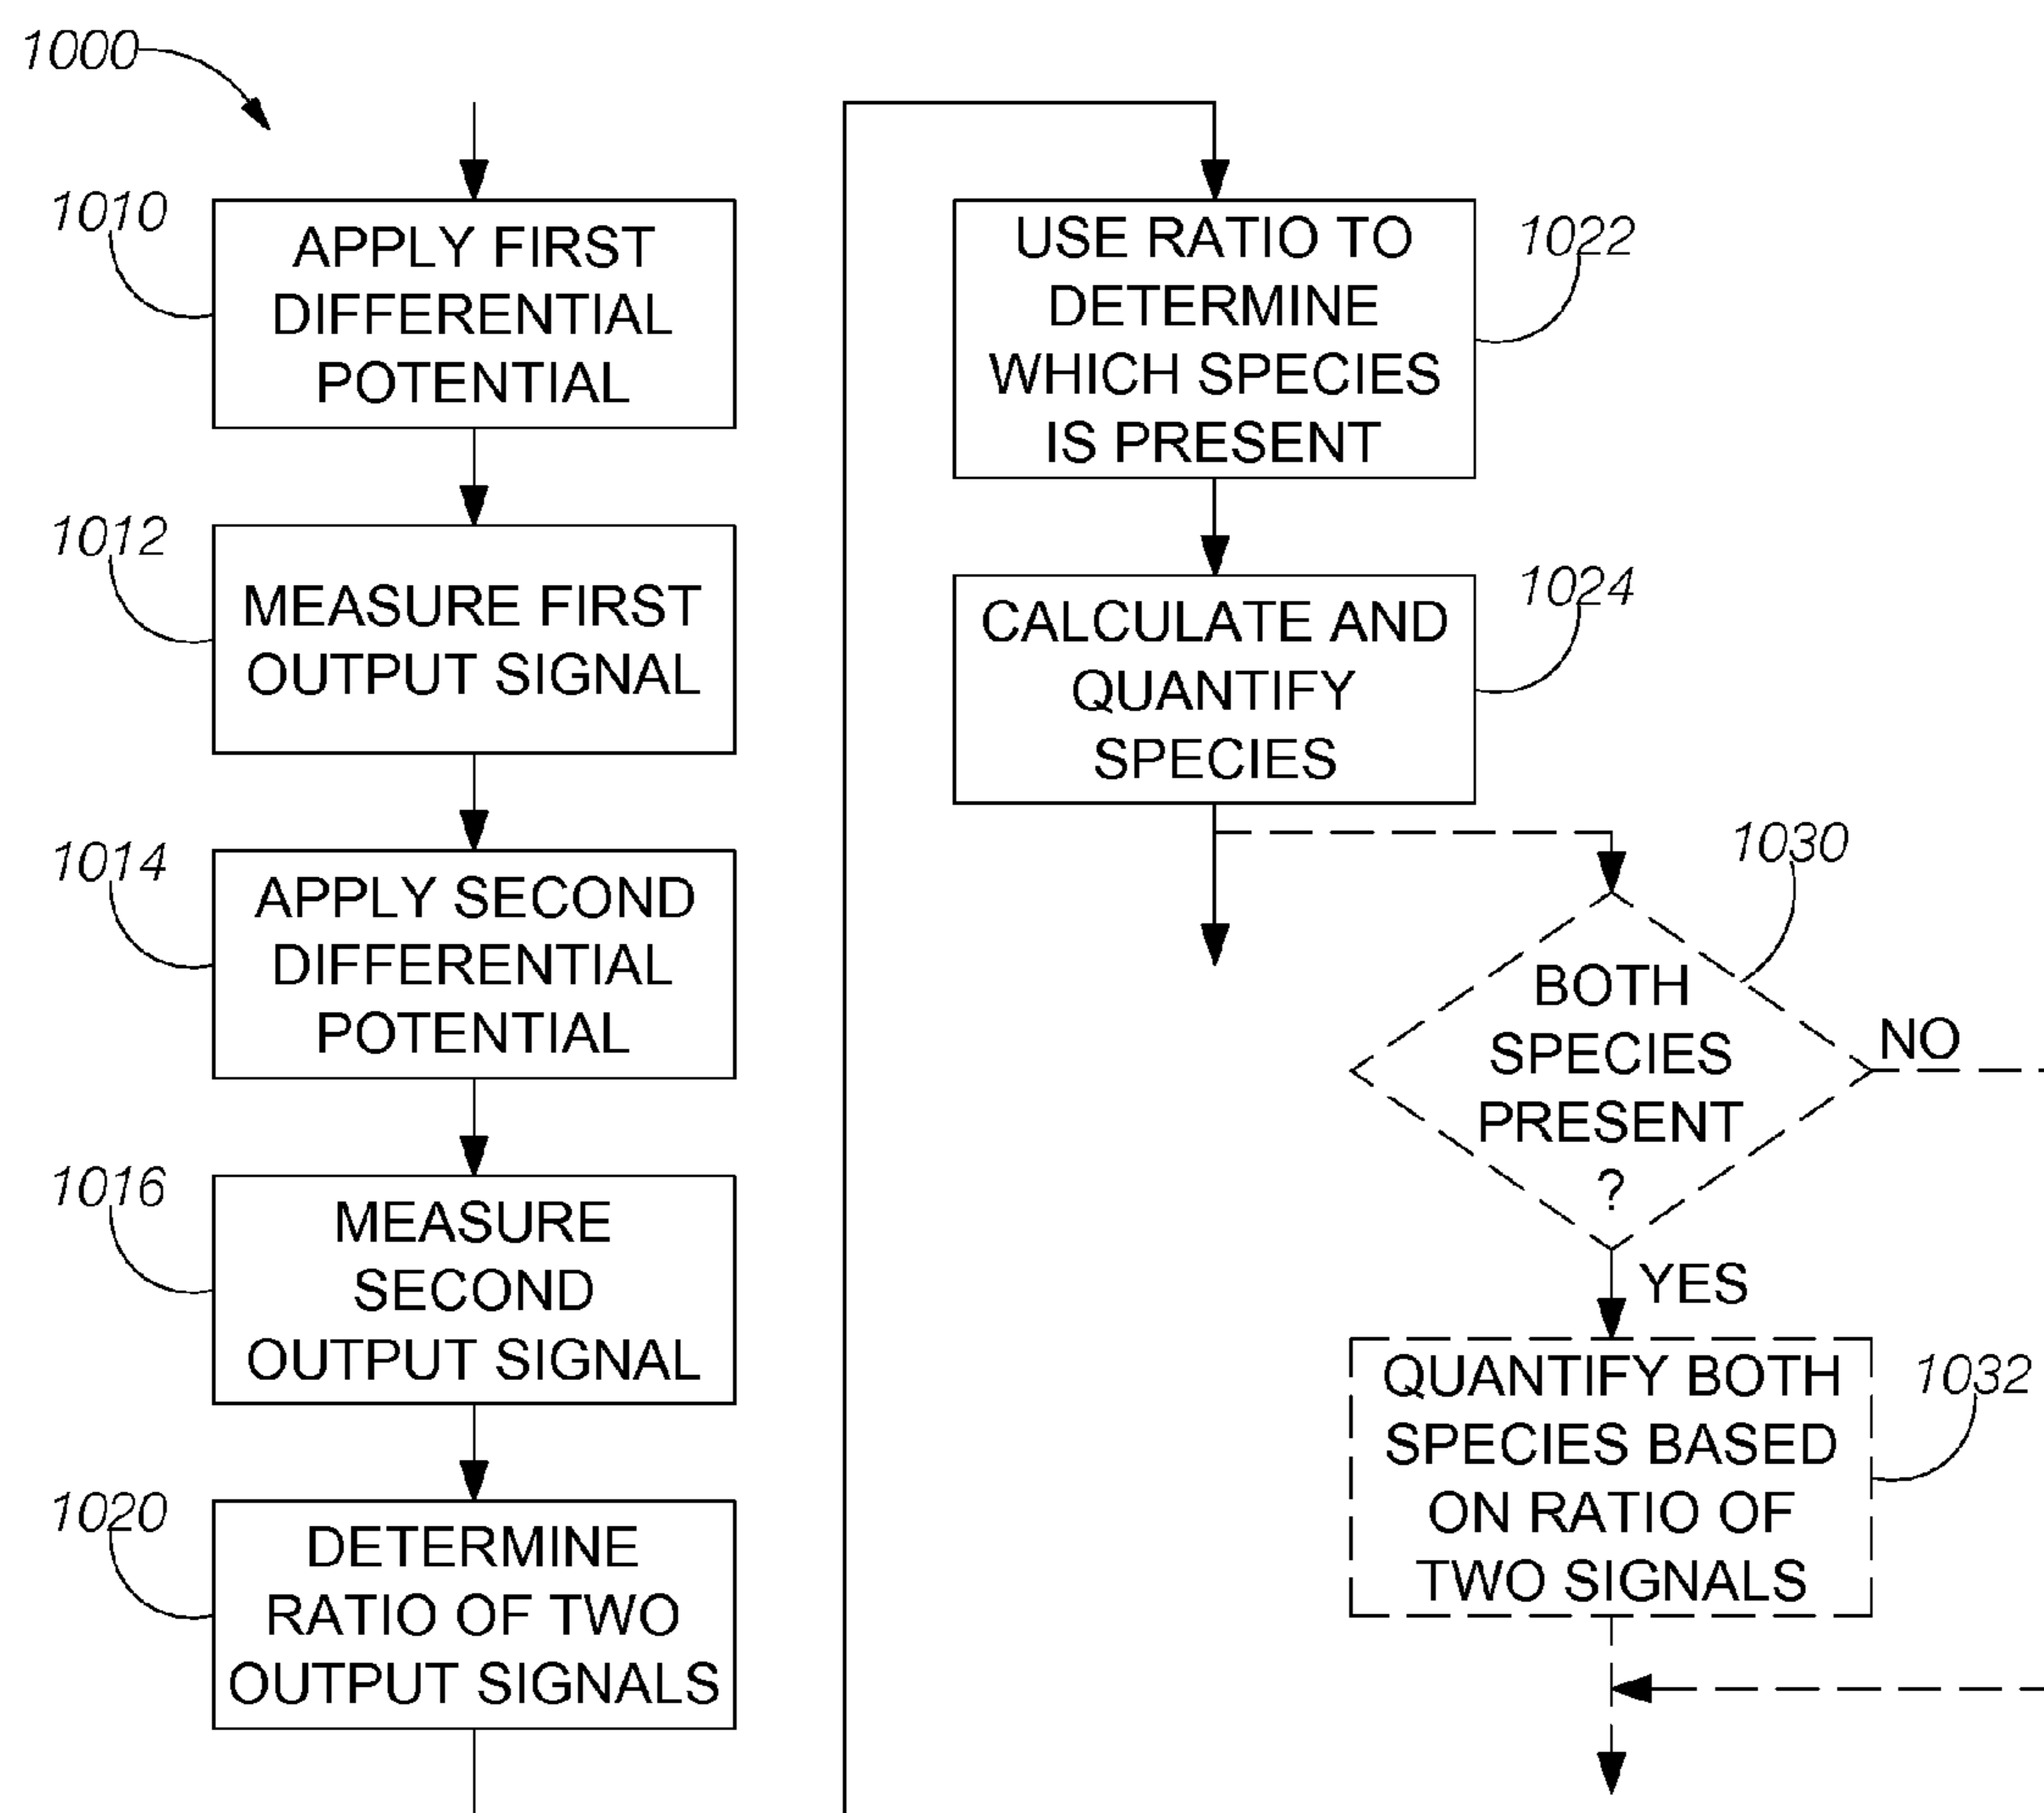 1000
1010
APPLY FIRST
DIFFERENTIAL
POTENTIAL
1012
MEASURE FIRST
OUTPUT SIGNAL
1014
APPLY SECOND
DIFFERENTIAL
POTENTIAL
1016
MEASURE
SECOND
OUTPUT SIGNAL
1020
DETERMINE
RATIO OF TWO
OUTPUT SIGNALS
USE RATIO TO
DETERMINE
WHICH SPECIES
IS PRESENT
1022
CALCULATE AND
QUANTIFY
SPECIES
1024
BOTH
SPECIES
PRESENT
?
1030
NO
YES
QUANTIFY BOTH
SPECIES BASED
ON RATIO OF
TWO SIGNALS
1032